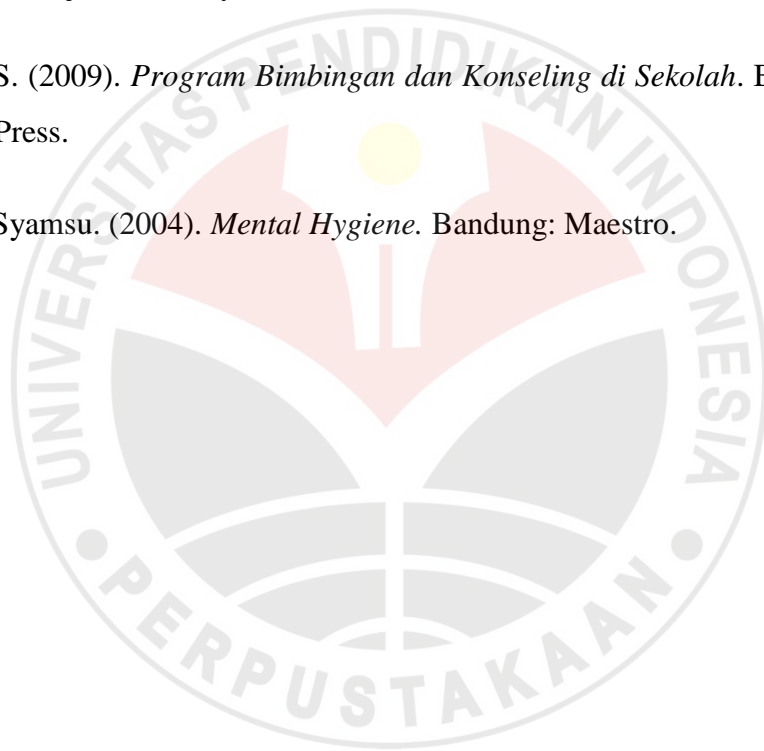 S. (2009). Program Bimbingan dan Konseling di Sekolah.
Press.
Syamsu. (2004). Mental Hygiene. Bandung: Maestro.
UNIVERSITAS PENDIDIKAN INDONESIA
PERPUSTAKAAN